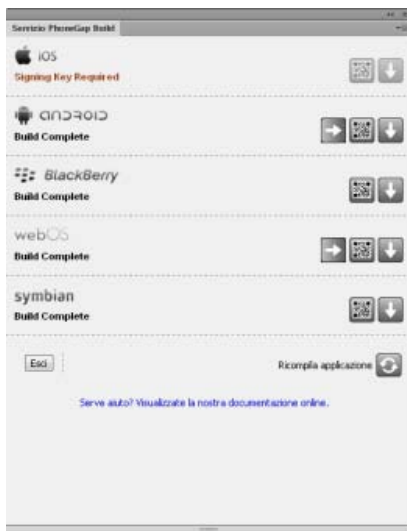 Servizio PhoneGap Build
iOS
Signing Key Required
android
Build Complete
BlackBerry
Build Complete
webOS
Build Complete
symbian
Build Complete
Esci
Ricompila applicazione
Serve aiuto? Visualizzate la nostra documentazione online.